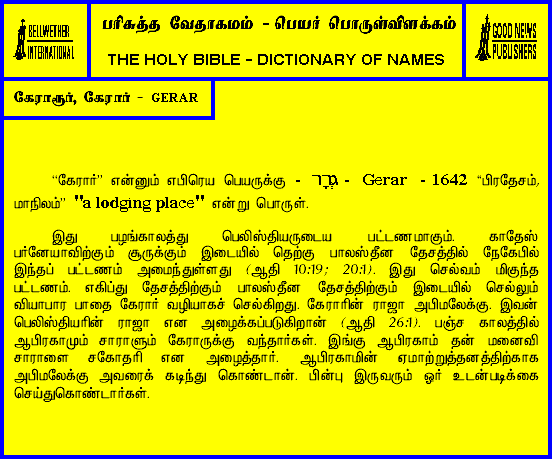 BELLWETHER
INTERNATIONAL
பரிசுத்த வேதாகமம் - பெயர் பொருள்விளக்கம்
THE HOLY BIBLE - DICTIONARY OF NAMES
GOOD NEWS
PUBLISHERS
கேராரூர், கேரார் - GERAR
“கேரார்” என்னும் எபிரெய பெயருக்கு - גְּרָר - Gerar - 1642 “பிரதேசம்,
மாநிலம்” "a lodging place" என்று பொருள்.
இது பழங்காலத்து பெலிஸ்தியருடைய பட்டணமாகும். காதேஸ்
பர்னேயாவிற்கும் சூருக்கும் இடையில் தெற்கு பாலஸ்தீன தேசத்தில் நேகேபில்
இந்தப் பட்டணம் அமைந்துள்ளது (ஆதி 10:19; 20:1). இது செல்வம் மிகுந்த
பட்டணம். எகிப்து தேசத்திற்கும் பாலஸ்தீன தேசத்திற்கும் இடையில் செல்லும்
வியாபார பாதை கேரார் வழியாகச் செல்கிறது. கேராரின் ராஜா அபிமலேக்கு. இவன்
பெலிஸ்தியரின் ராஜா என அழைக்கப்படுகிறான் (ஆதி 26:1). பஞ்ச காலத்தில்
ஆபிரகாமும் சாராளும் கேராருக்கு வந்தார்கள். இங்கு ஆபிரகாம் தன் மனைவி
சாராளை சகோதரி என அழைத்தார். ஆபிரகாமின் ஏமாற்றுத்தனத்திற்காக
அபிமலேக்கு அவரைக் கடிந்து கொண்டான். பின்பு இருவரும் ஓர் உடன்படிக்கை
செய்துகொண்டார்கள்.